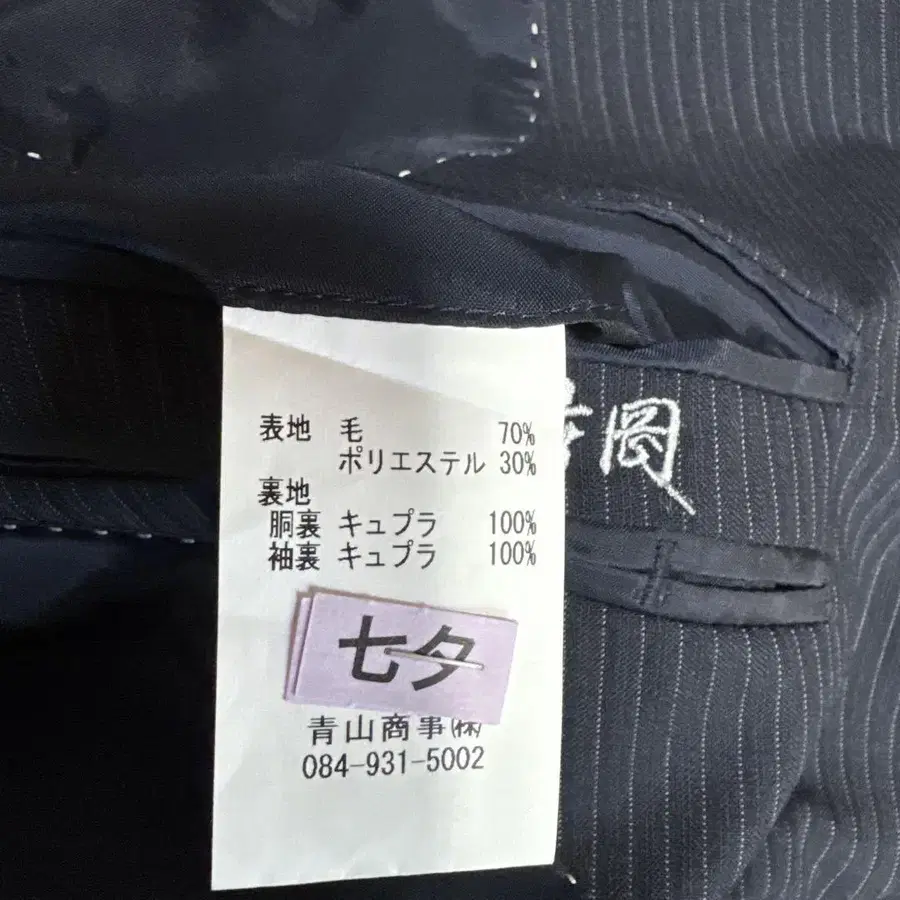 表地 毛 70%
ポリエステル 30%
裏地
胴裏 キュプラ 100%
袖裏 キュプラ 100%
七夕
青山商事(株)
084-931-5002
岡